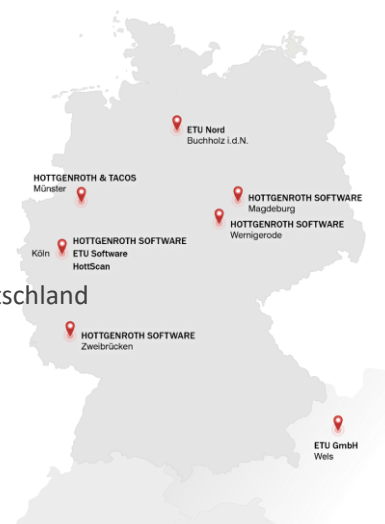 ETU Nord
Buchholz i.d.N.
HOTTGENROTH & TACOS
Münster
HOTTGENROTH SOFTWARE
Magdeburg
HOTTGENROTH SOFTWARE
Wernigerode
Köln
HOTTGENROTH SOFTWARE
ETU Software
HottScan
tschland
HOTTGENROTH SOFTWARE
Zweibrücken
ETU GmbH
Wels